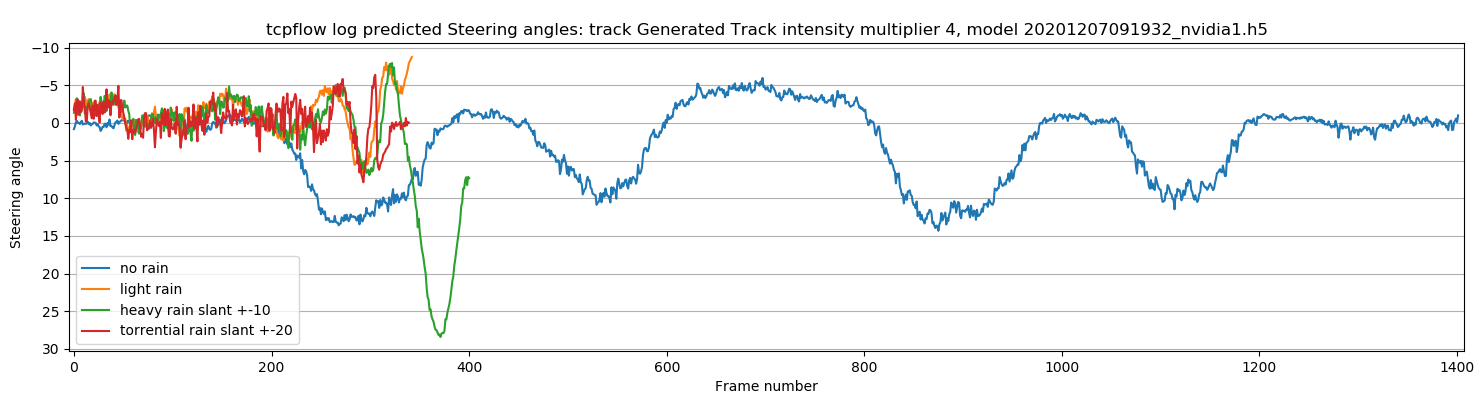 tcpflow log predicted Steering angles: track Generated Track intensity multiplier 4, model 20201207091932_nvidia1.h5
−10
−5
0
5
10
15
20
25
30
Steering angle
no rain
light rain
heavy rain slant +-10
torrential rain slant +-20
0 200 400 600 800 1000 1200 1400
Frame number